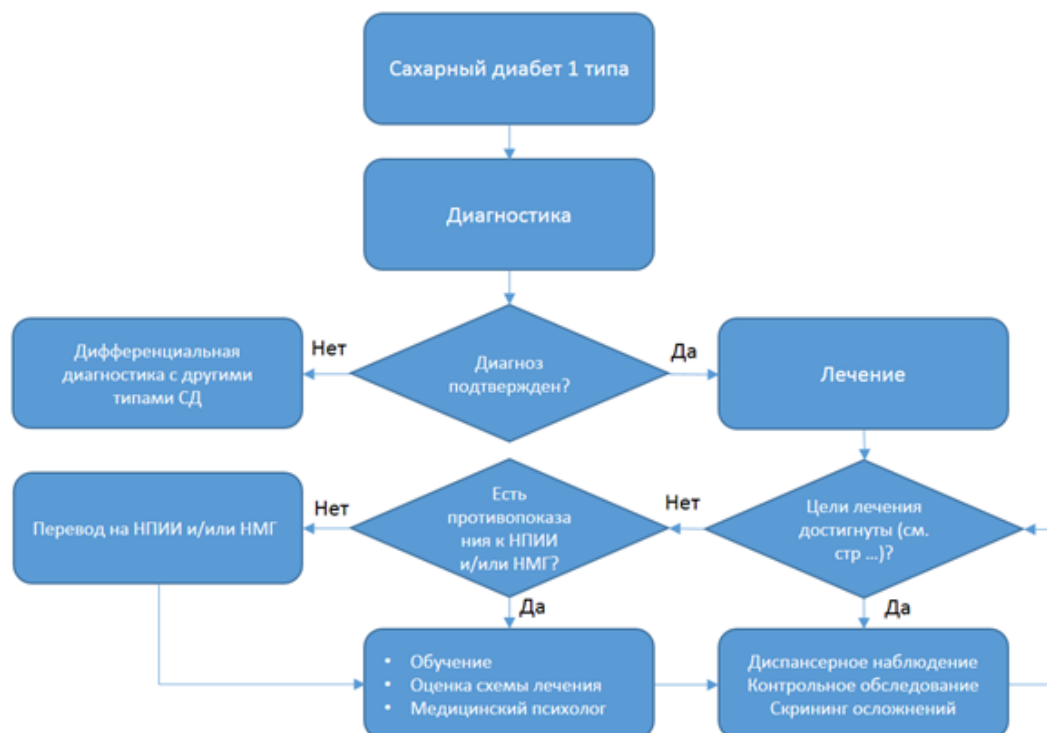 Сахарный диабет 1 типа
Диагностика
Нет
Да
Дифференциальная
диагностика с другими
типами СД
Диагноз
подтвержден?
Лечение
Перевод на НПИИ и/или НМГ
Нет
Есть
противопоказа
ния к НПИИ
и/или НМГ?
Нет
Цели лечения
достигнуты (см.
стр ...)?
Да
Да
• Обучение
• Оценка схемы лечения
• Медицинский психолог
Диспансерное наблюдение
Контрольное обследование
Скрининг осложнений